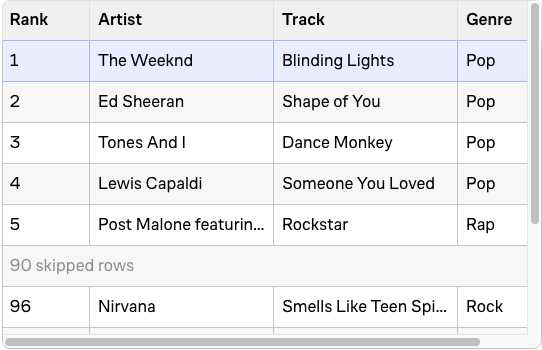 Rank Artist Track Genre
1 The Weeknd Blinding Lights Pop
2 Ed Sheeran Shape of You Pop
3 Tones And I Dance Monkey Pop
4 Lewis Capaldi Someone You Loved Pop
5 Post Malone featurin... Rockstar Rap
90 skipped rows
96 Nirvana Smells Like Teen Spi... Rock